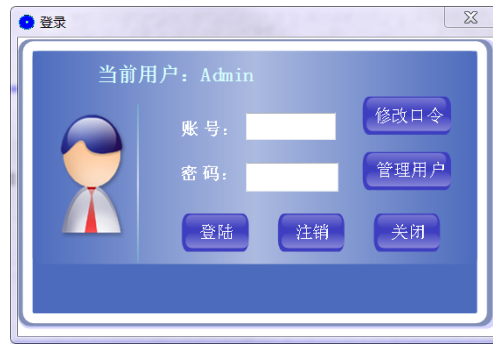 登录
当前用户：Admin
账 号：
修改口令
密 码：
管理用户
登陆
注销
关闭